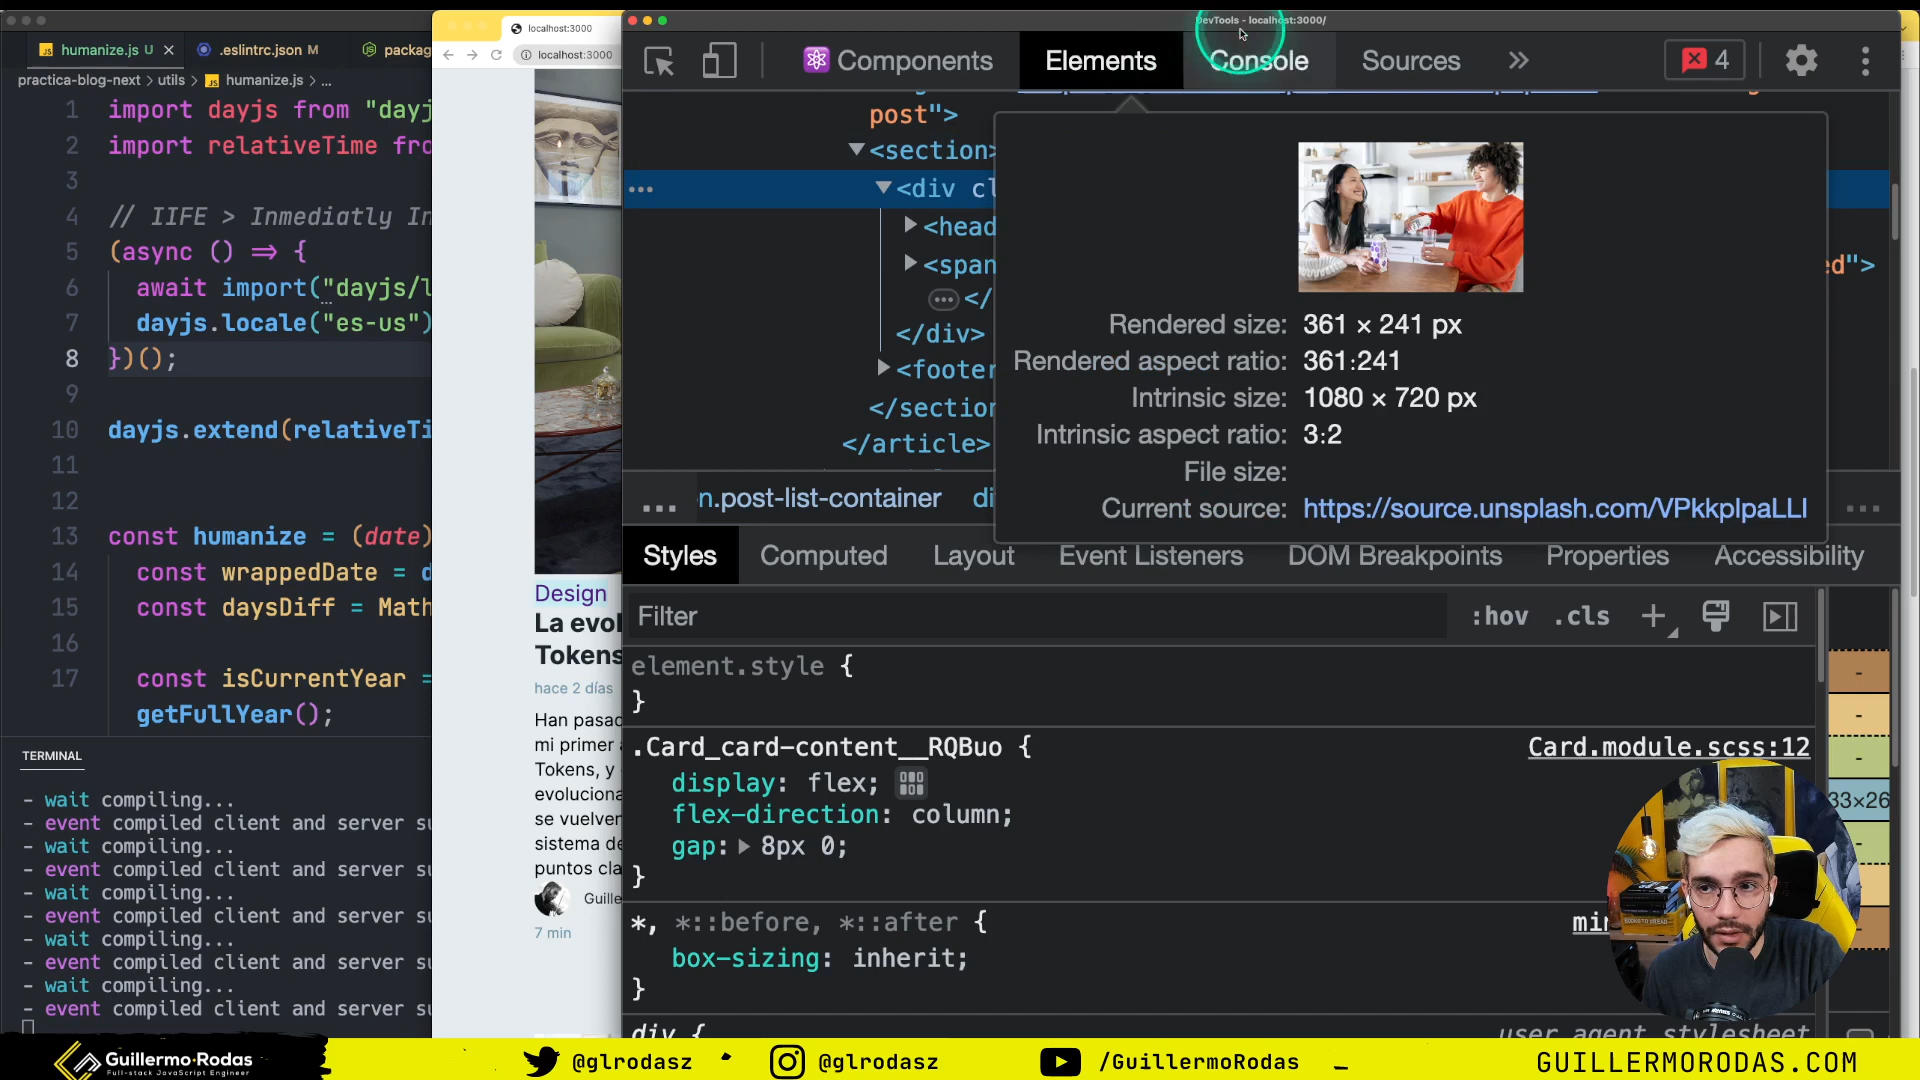 humanize.js U
.eslintrc.json M
packag
practica-blog-next > utils > humanize.js > ...
1 import dayjs from "dayj
2 import relativeTime fro
3
4 // IIFE > Inmediatly In
5 (async () => {
6 await import("dayjs/l
7 dayjs.locale("es-us")
8 })();
9
10 dayjs.extend(relativeTi
11
12
13 const humanize = (date)
14 const wrappedDate = d
15 const daysDiff = Math
16
17 const isCurrentYear =
getFullYear();
TERMINAL
- wait compiling...
- event compiled client and server su
- wait compiling...
- event compiled client and server su
- wait compiling...
- event compiled client and server su
- wait compiling...
- event compiled client and server su
- wait compiling...
- event compiled client and server su
localhost:3000
localhost:3000
Design
La evol
Tokens
hace 2 días
Han pasad
mi primer a
Tokens, y
evoluciona
se vuelven
sistema de
puntos cla
Guille
7 min
DevTools - localhost:3000/
Components
Elements
Console
Sources
4
post">
<section>
<div cl
<head
<span
ed">
</
</div>
<footer
</section
</article>
Rendered size: 361 × 241 px
Rendered aspect ratio: 361:241
Intrinsic size: 1080 × 720 px
Intrinsic aspect ratio: 3:2
File size:
Current source: https://source.unsplash.com/VPkkpIpaLLI
... n.post-list-container di ...
Styles Computed Layout Event Listeners DOM Breakpoints Properties Accessibility
Filter :hov .cls
element.style {
}
.Card_card-content__RQBuo { Card.module.scss:12
display: flex;
flex-direction: column;
gap: 8px 0;
}
*, *::before, *::after {
box-sizing: inherit;
}
div { user agent stylesheet
33×26
Guillermo Rodas
Full-stack JavaScript Engineer
@glrodasz
@glrodasz
/GuillermoRodas
GUILLERMORODAS.COM